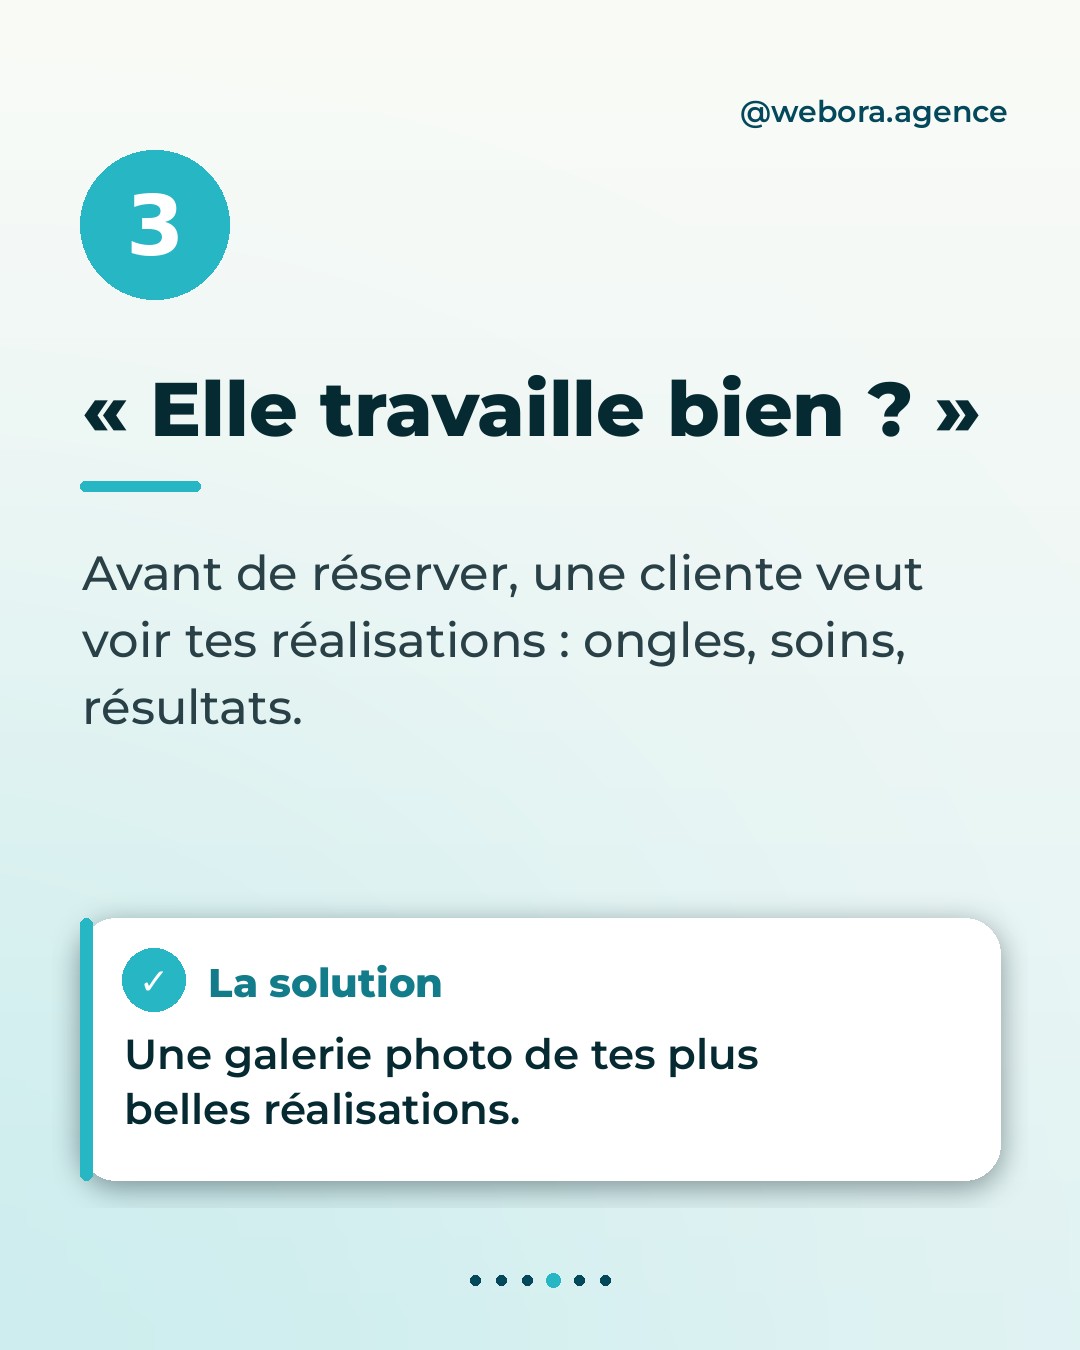 @webora.agence
3
« Elle travaille bien ? »
Avant de réserver, une cliente veut
voir tes réalisations : ongles, soins,
résultats.
✓ La solution
Une galerie photo de tes plus
belles réalisations.